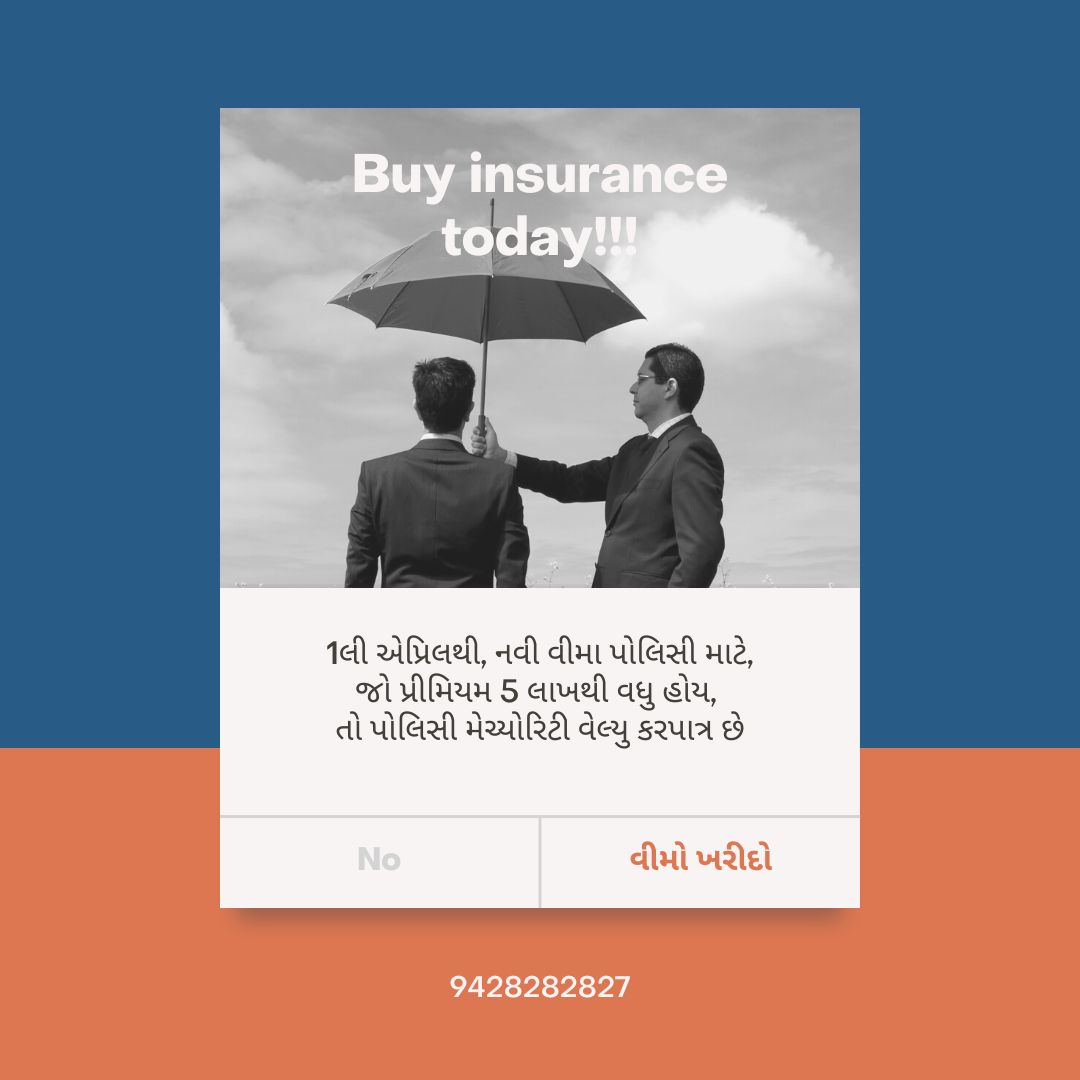 Buy insurance
today!!!
1લી એપ્રિલથી, નવી વીમા પોલિસી માટે,
જો પ્રીમિયમ 5 લાખથી વધુ હોય,
તો પોલિસી મેચ્યોરિટી વેલ્યુ કરપાત્ર છે
No
વીમો ખરીદો
9428282827